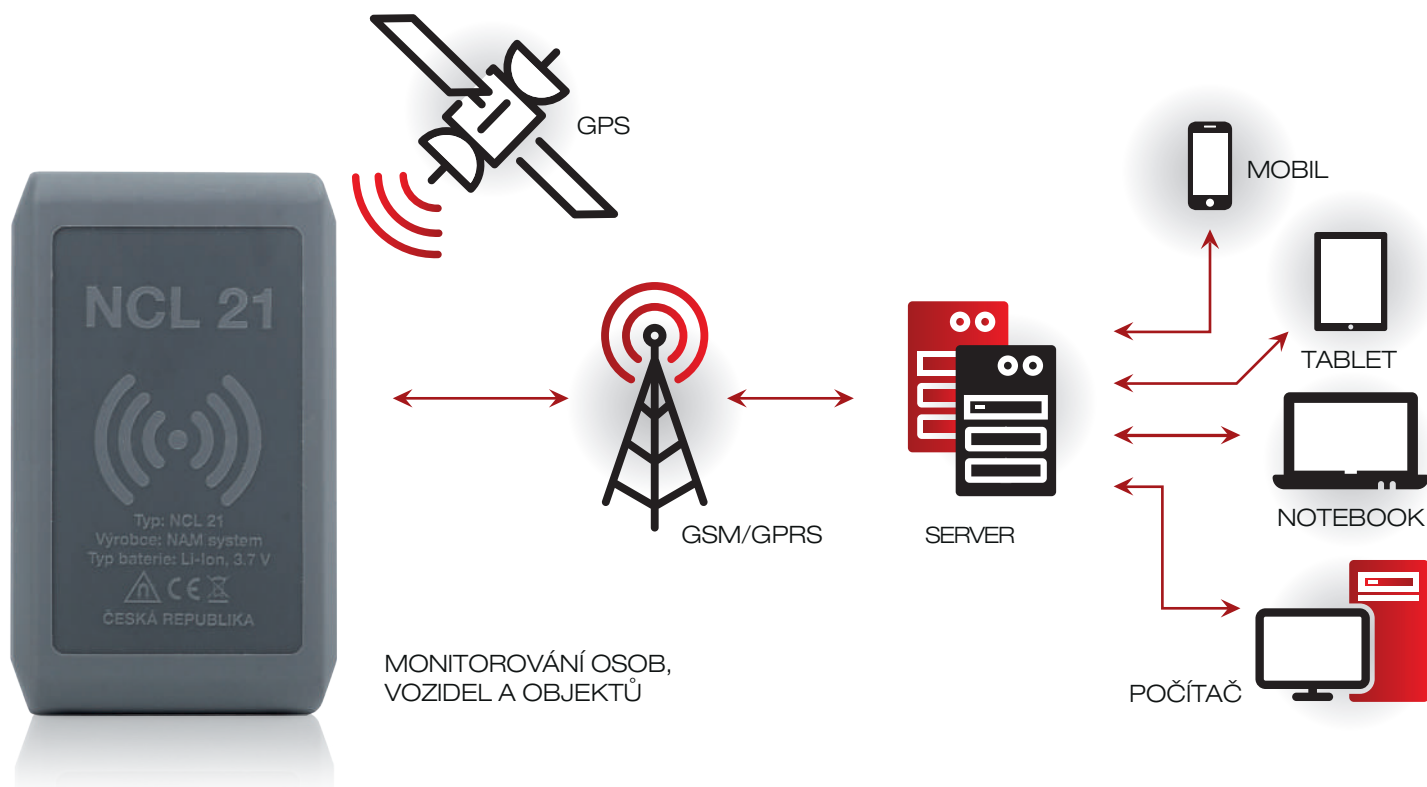 GPS
MOBIL
NCL 21
TABLET
Typ: NCL 21
Výrobce: NAM system
Typ baterie: Li-Ion, 3.7 V
CE
ČESKÁ REPUBLIKA
GSM/GPRS
SERVER
NOTEBOOK
MONITOROVÁNÍ OSOB,
VOZIDEL A OBJEKTŮ
POČÍTAČ